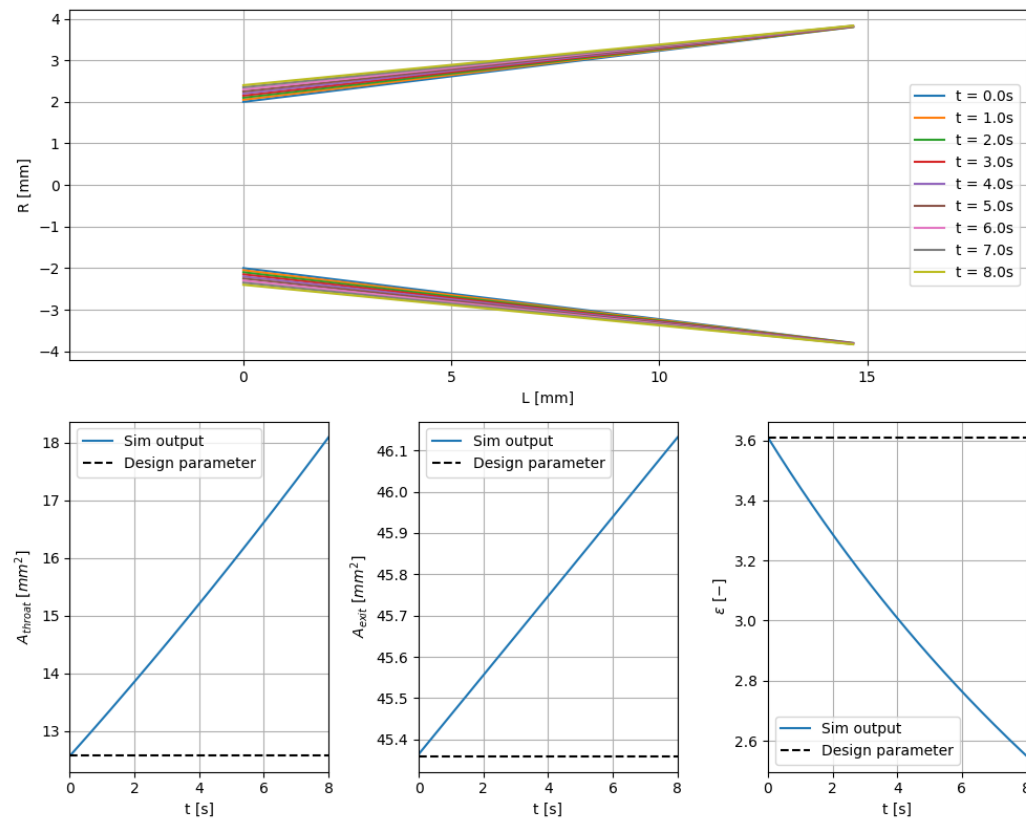 4
3
2
1
0
−1
−2
−3
−4
R [mm]
0
5
10
15
L [mm]
t = 0.0s
t = 1.0s
t = 2.0s
t = 3.0s
t = 4.0s
t = 5.0s
t = 6.0s
t = 7.0s
t = 8.0s
18
17
16
15
14
13
A_throat [mm²]
0 2 4 6 8
t [s]
Sim output
Design parameter
46.1
46.0
45.9
45.8
45.7
45.6
45.5
45.4
A_exit [mm²]
0 2 4 6 8
t [s]
Sim output
Design parameter
3.6
3.4
3.2
3.0
2.8
2.6
ε [−]
0 2 4 6 8
t [s]
Sim output
Design parameter